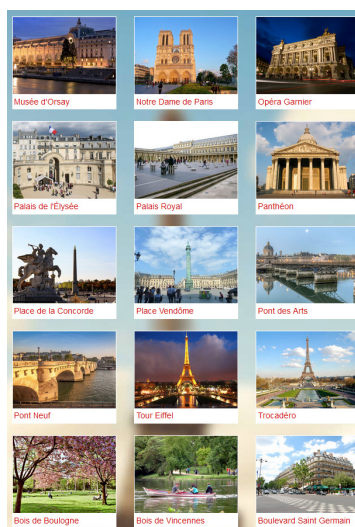 Musée d'Orsay
Notre Dame de Paris
Opéra Garnier
Palais de l'Élysée
Palais Royal
Panthéon
Place de la Concorde
Place Vendôme
Pont des Arts
Pont Neuf
Tour Eiffel
Trocadéro
Bois de Boulogne
Bois de Vincennes
Boulevard Saint Germain